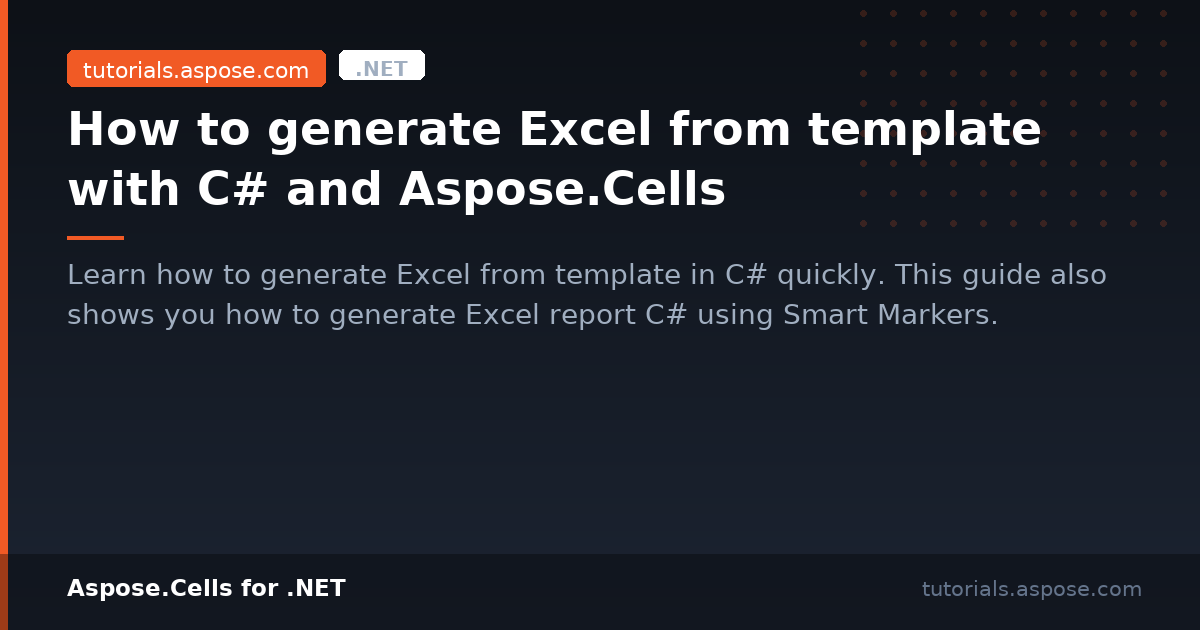 tutorials.aspose.com
.NET
How to generate Excel from template
with C# and Aspose.Cells
Learn how to generate Excel from template in C# quickly. This guide also
shows you how to generate Excel report C# using Smart Markers.
Aspose.Cells for .NET
tutorials.aspose.com